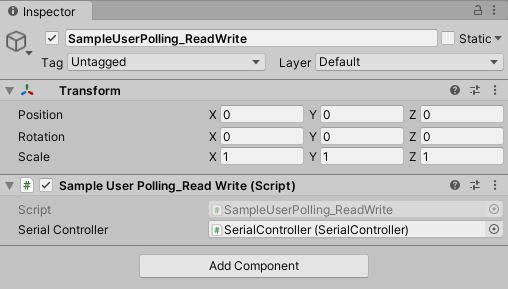 Inspector
SampleUserPolling_ReadWrite Static
Tag Untagged Layer Default
Transform
Position X 0 Y 0 Z 0
Rotation X 0 Y 0 Z 0
Scale X 1 Y 1 Z 1
# Sample User Polling_Read Write (Script)
Script # SampleUserPolling_ReadWrite
Serial Controller # SerialController (SerialController)
Add Component